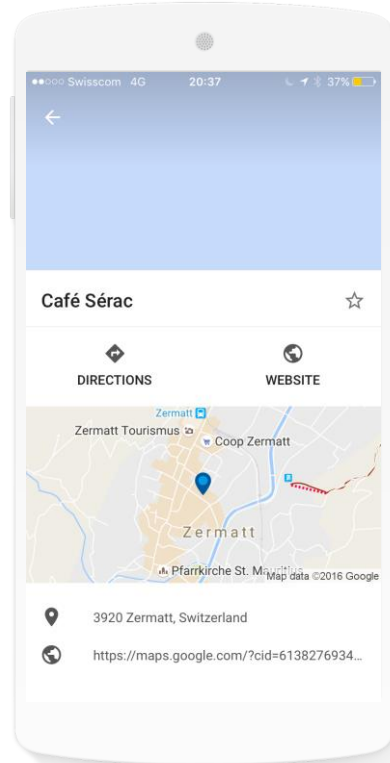 Swisscom 4G 20:37 37%
Café Sérac
DIRECTIONS WEBSITE
Zermatt
Zermatt Tourismus
Coop Zermatt
Zermatt
Pfarrkirche St. Mauritius
Map data ©2016 Google
3920 Zermatt, Switzerland
https://maps.google.com/?cid=6138276934...